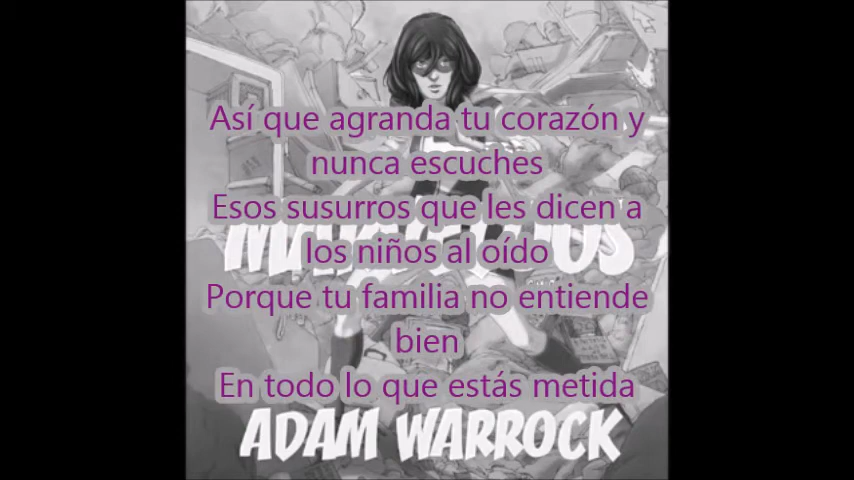 Así que agranda tu corazón y
nunca escuches
Esos susurros que les dicen a
los niños al oído
Porque tu familia no entiende
bien
En todo lo que estás metida
ADAM WARROCK